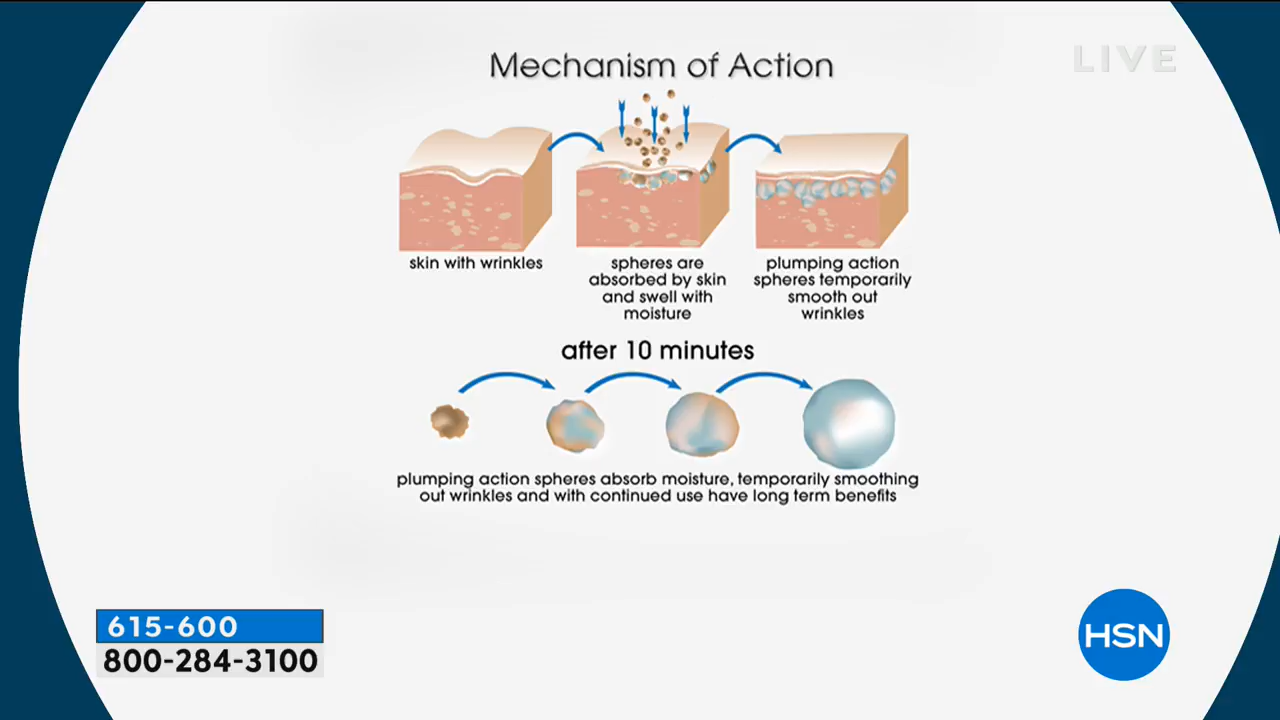 Mechanism of Action
LIVE
skin with wrinkles
spheres are
absorbed by skin
and swell with
moisture
plumping action
spheres temporarily
smooth out
wrinkles
after 10 minutes
plumping action spheres absorb moisture, temporarily smoothing
out wrinkles and with continued use have long term benefits
615-600
800-284-3100
HSN